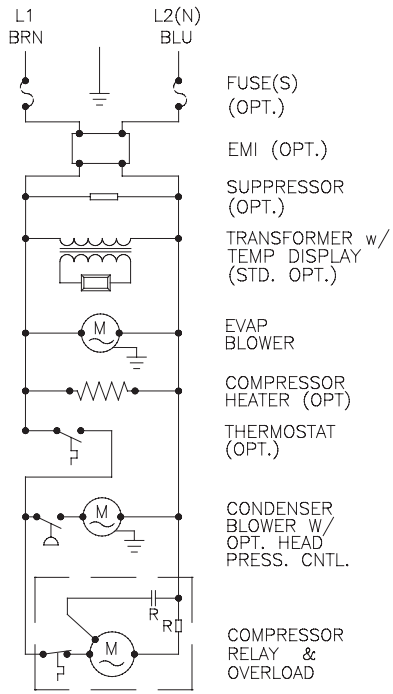 L1
BRN
L2(N)
BLU
FUSE(S)
(OPT.)
EMI (OPT.)
SUPPRESSOR
(OPT.)
TRANSFORMER w/
TEMP DISPLAY
(STD. OPT.)
M
EVAP
BLOWER
COMPRESSOR
HEATER (OPT)
THERMOSTAT
(OPT.)
M
CONDENSER
BLOWER W/
OPT. HEAD
PRESS. CNTL.
R
R
M
COMPRESSOR
RELAY &
OVERLOAD